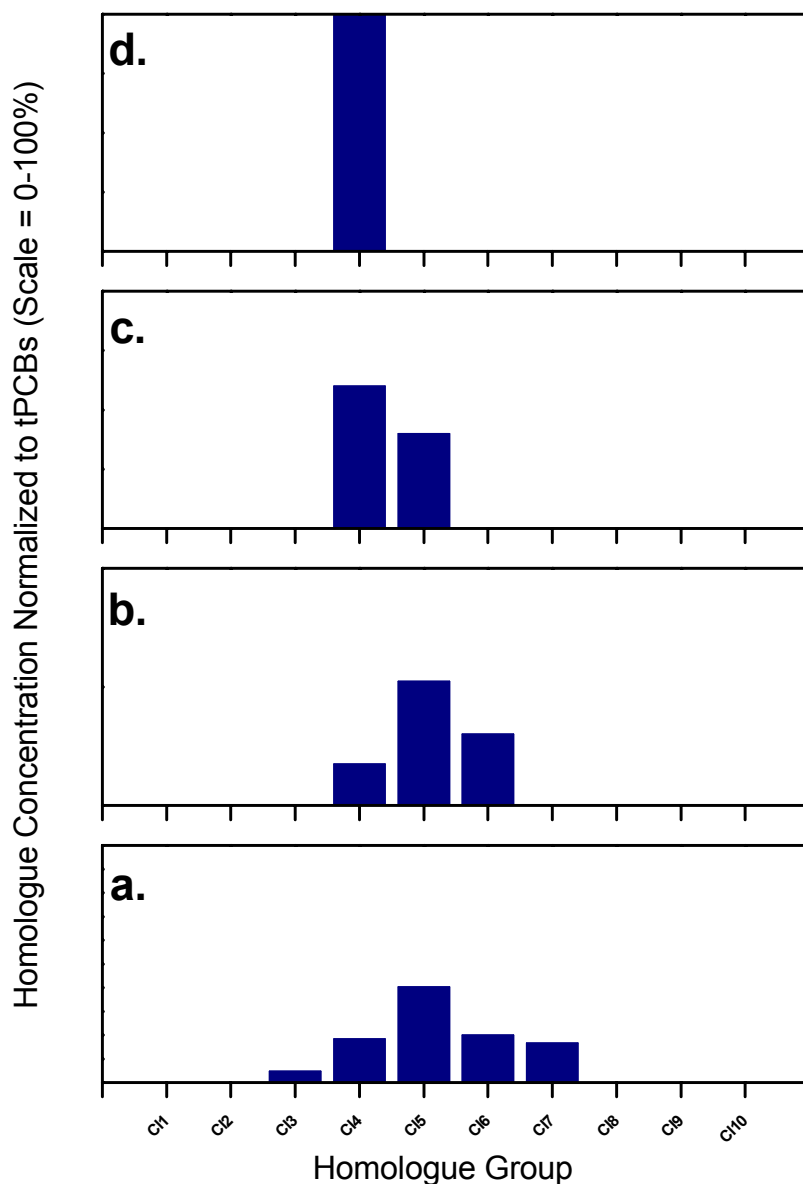 Homologue Concentration Normalized to tPCBs (Scale = 0-100%)
d.
c.
b.
a.
Cl1 Cl2 Cl3 Cl4 Cl5 Cl6 Cl7 Cl8 Cl9 Cl10
Homologue Group